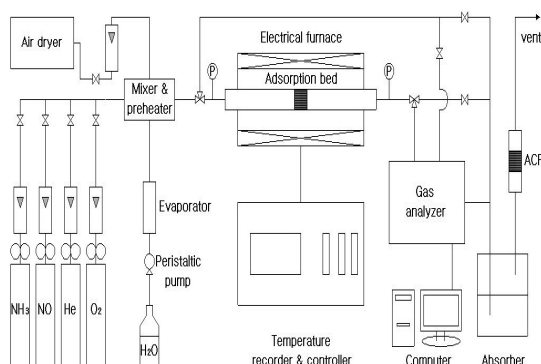 Air dryer
Electrical furnace
vent
P
Adsorption bed
P
Mixer &
preheater
ACF
Gas
analyzer
Evaporator
Peristaltic
pump
NH₃
NO
He
O₂
H₂O
Temperature
recorder & controller
Computer
Absorber